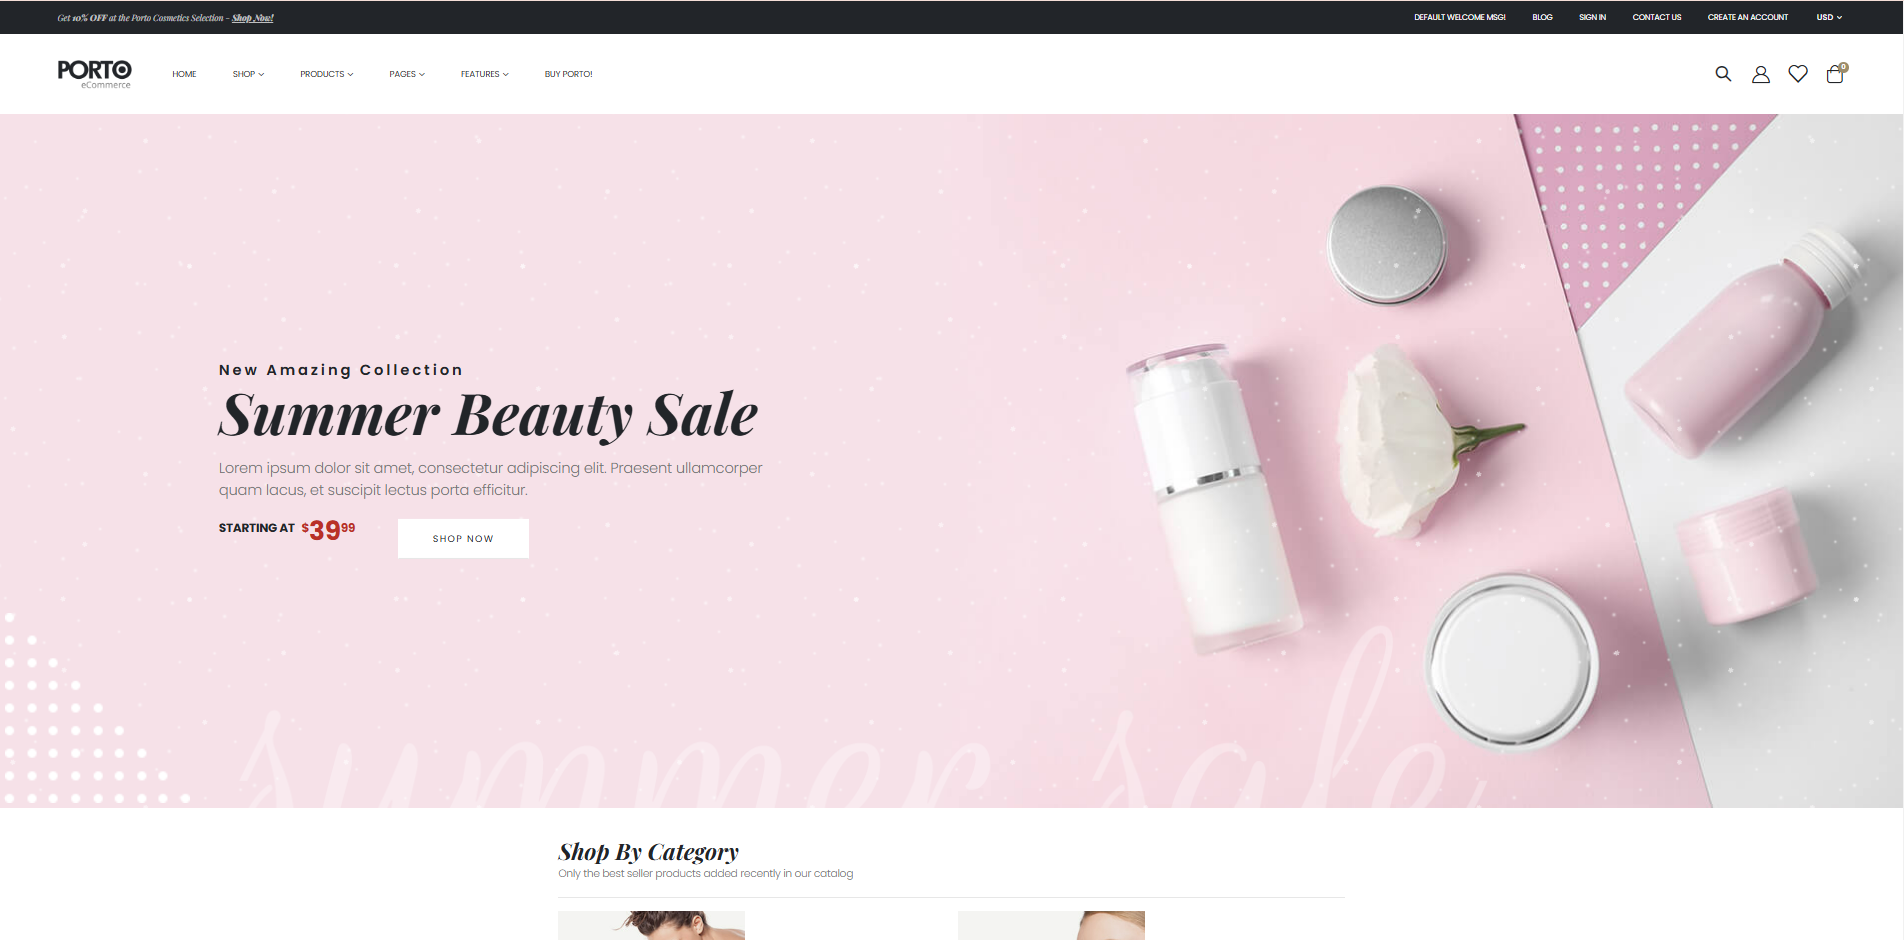 Get 10% OFF at the Porto Cosmetics Selection - Shop Now!
DEFAULT WELCOME MSG! BLOG SIGN IN CONTACT US CREATE AN ACCOUNT USD
PORTO
eCommerce
HOME SHOP PRODUCTS PAGES FEATURES BUY PORTO!
0
New Amazing Collection
Summer Beauty Sale
Lorem ipsum dolor sit amet, consectetur adipiscing elit. Praesent ullamcorper
quam lacus, et suscipit lectus porta efficitur.
STARTING AT $3999
SHOP NOW
summer sale
Shop By Category
Only the best seller products added recently in our catalog